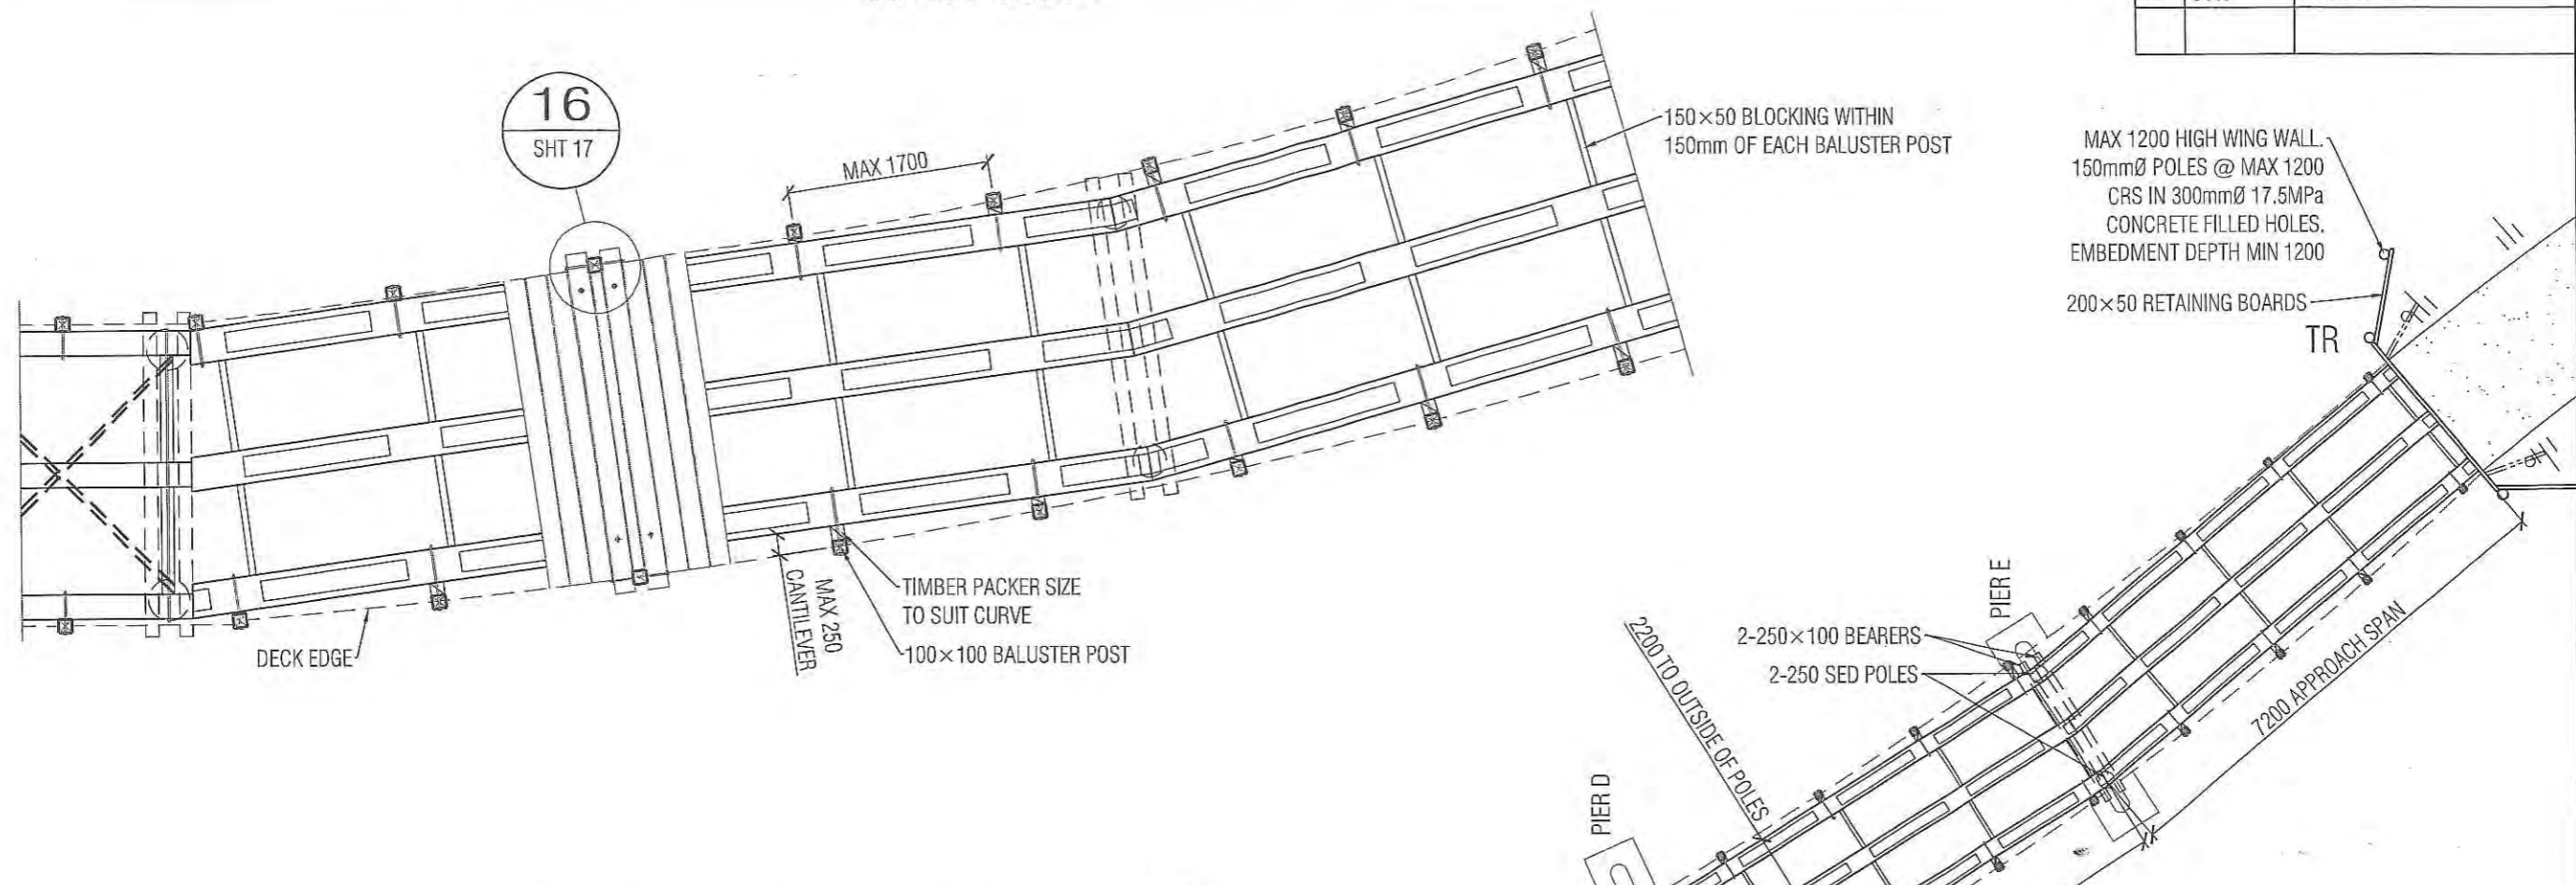 16
SHT 17
MAX 1700
150×50 BLOCKING WITHIN
150mm OF EACH BALUSTER POST
MAX 1200 HIGH WING WALL.
150mmØ POLES @ MAX 1200
CRS IN 300mmØ 17.5MPa
CONCRETE FILLED HOLES.
EMBEDMENT DEPTH MIN 1200
200×50 RETAINING BOARDS
TR
DECK EDGE
MAX 250
CANTILEVER
TIMBER PACKER SIZE
TO SUIT CURVE
100×100 BALUSTER POST
PIER E
2-250×100 BEARERS
2-250 SED POLES
2200 TO OUTSIDE OF POLES
7200 APPROACH SPAN
PIER D